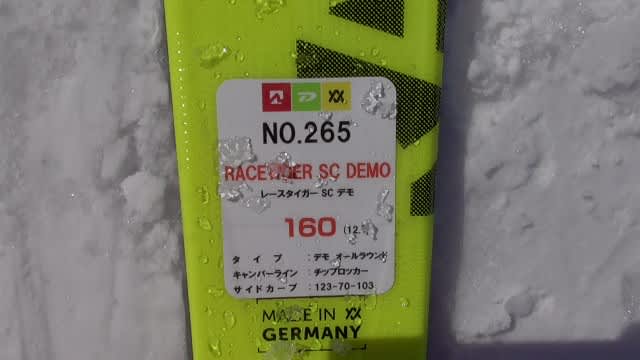 NO.265
RACETIGER SC DEMO
レースタイガー SC デモ
160 (12.
タイプ :デモ オールラウンド
キャンバーライン :チップロッカー
サイドカーブ :123-70-103
MADE IN
GERMANY